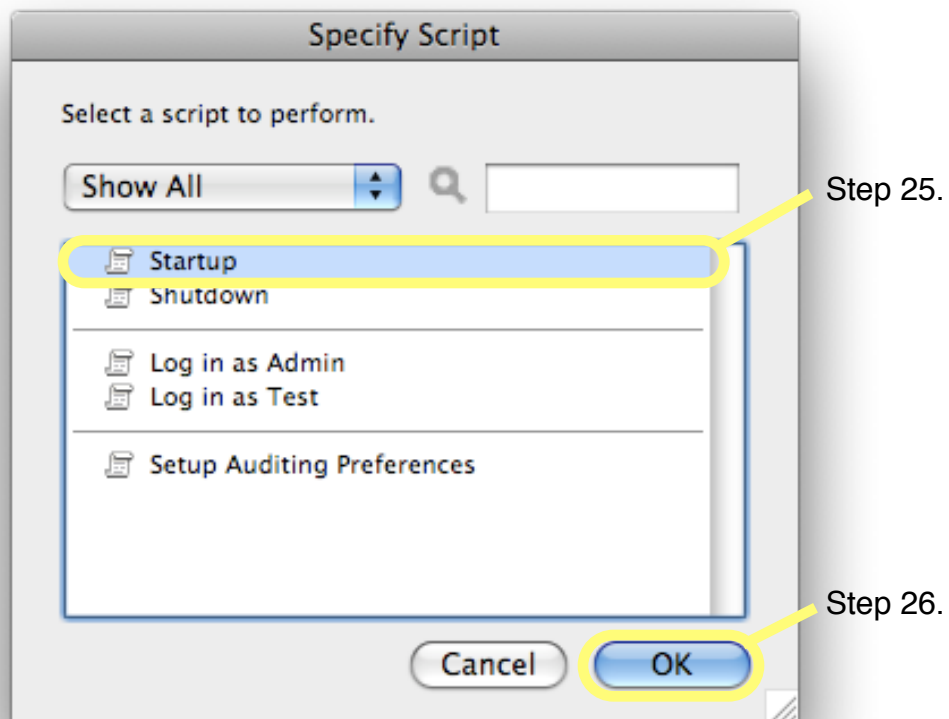 Specify Script
Select a script to perform.
Show All
Step 25.
Startup
Shutdown
Log in as Admin
Log in as Test
Setup Auditing Preferences
Step 26.
Cancel
OK